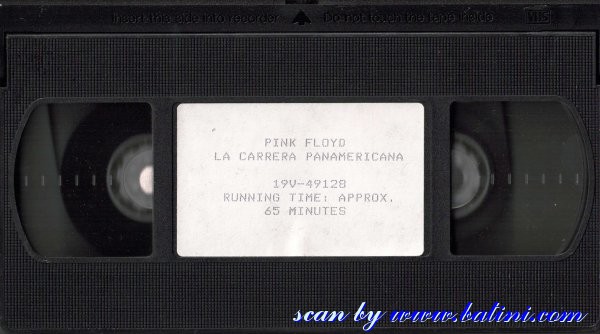 Insert this side into recorder Do not touch the tape inside VHS
PINK FLOYD
LA CARRERA PANAMERICANA
19V-49128
RUNNING TIME: APPROX.
65 MINUTES
scan by www.batini.com